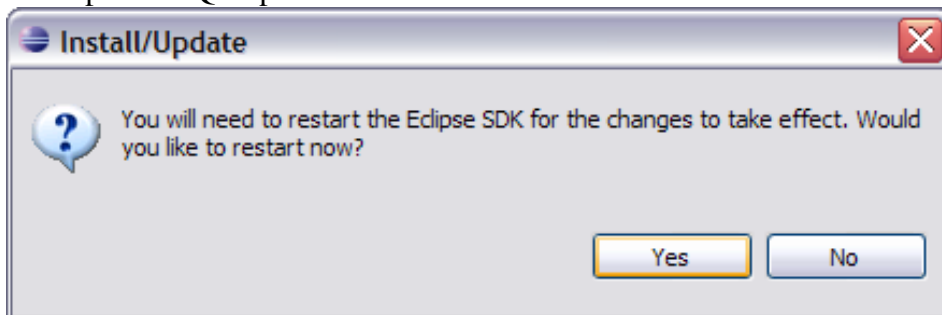 Install/Update
You will need to restart the Eclipse SDK for the changes to take effect. Would
you like to restart now?
Yes
No